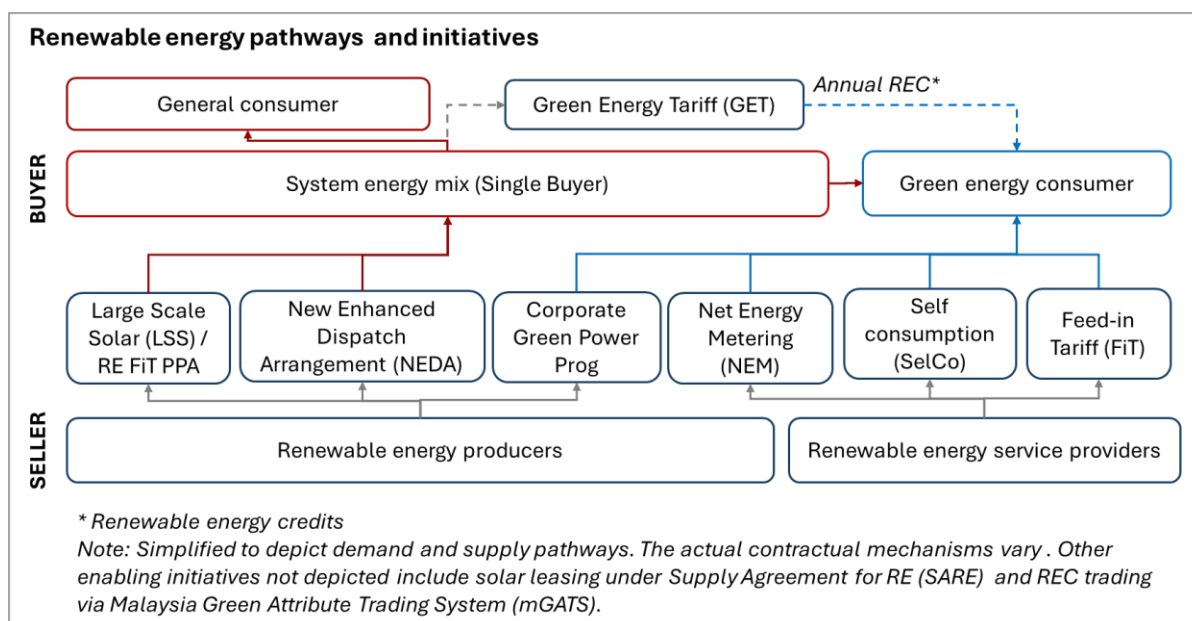 Renewable energy pathways and initiatives
General consumer
Green Energy Tariff (GET)
Annual REC*
BUYER
System energy mix (Single Buyer)
Green energy consumer
Large Scale
Solar (LSS) /
RE FiT PPA
New Enhanced
Dispatch
Arrangement (NEDA)
Corporate
Green Power
Prog
Net Energy
Metering
(NEM)
Self
consumption
(SelCo)
Feed-in
Tariff (FiT)
SELLER
Renewable energy producers
Renewable energy service providers
* Renewable energy credits
Note: Simplified to depict demand and supply pathways. The actual contractual mechanisms vary . Other
enabling initiatives not depicted include solar leasing under Supply Agreement for RE (SARE) and REC trading
via Malaysia Green Attribute Trading System (mGATS).